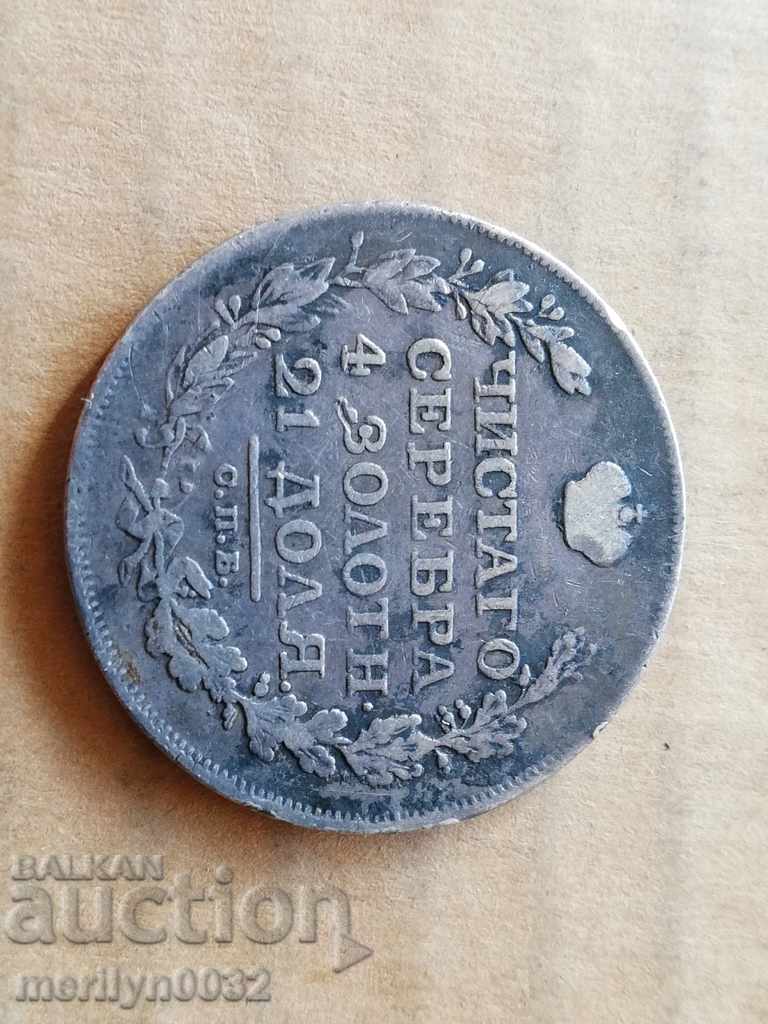 ЧИСТАГО
СЕРЕБРА
4 ЗОЛОТН.
21 ДОЛЯ.
С.П.Б.
BALKAN
auction
merilyn0032